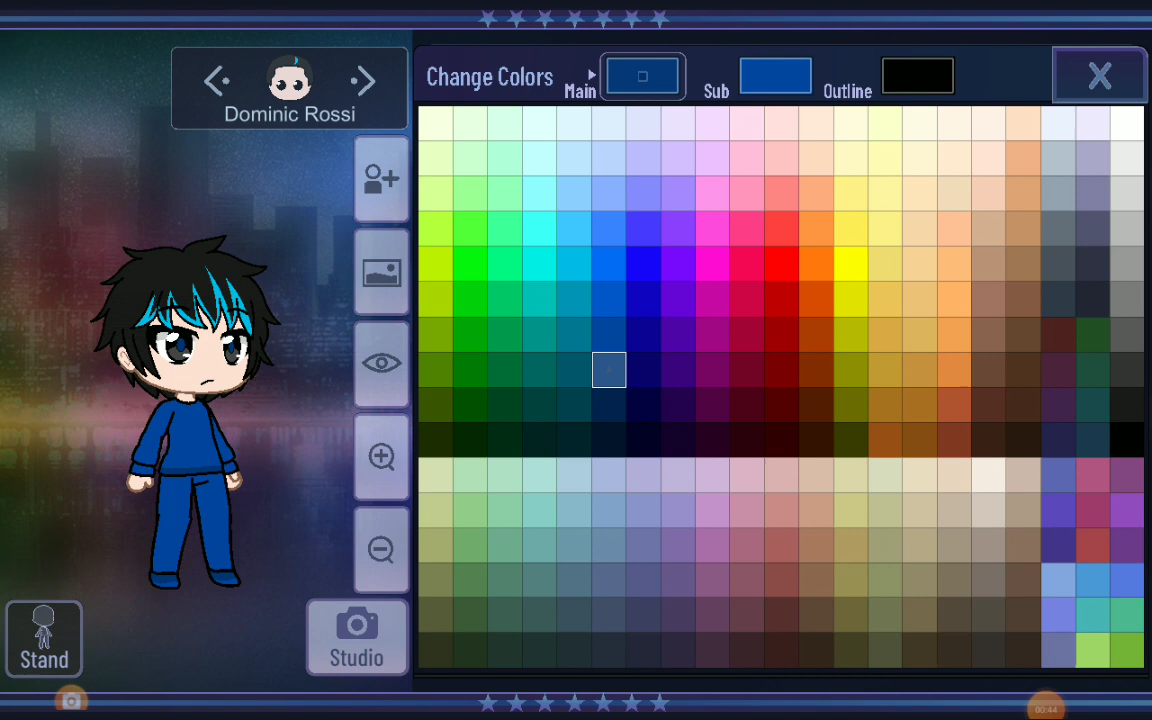 Dominic Rossi
Change Colors
Main
Sub
Outline
X
Stand
Studio
00:44